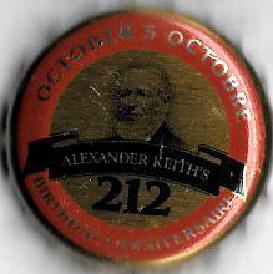 OCTOBER 5 OCTOBRE
ALEXANDER KEITH'S
212
BIRTHDAY ANNIVERSAIRE